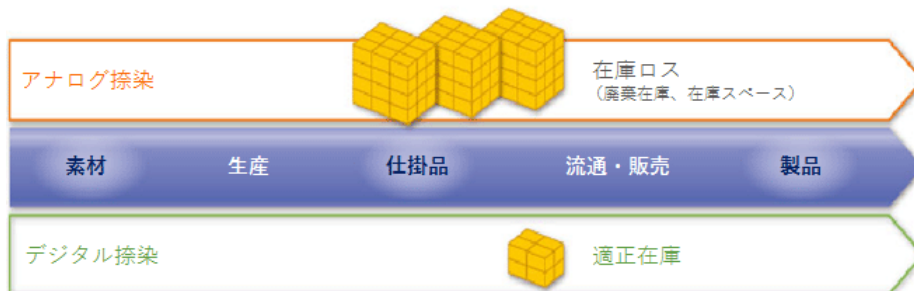 アナログ捺染
在庫ロス
（廃棄在庫、在庫スペース）
素材 生産 仕掛品 流通・販売 製品
デジタル捺染 適正在庫